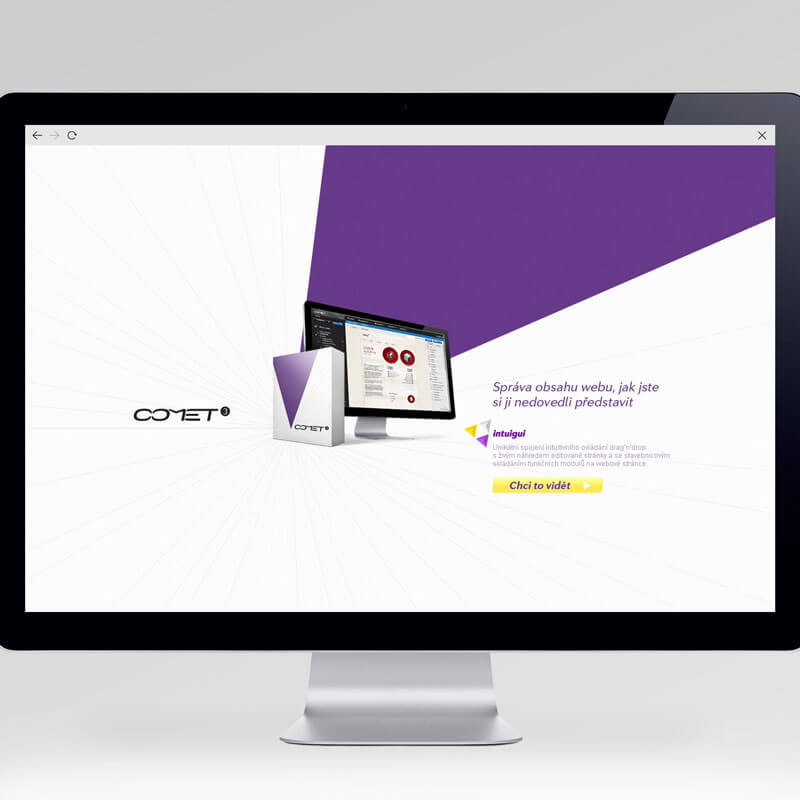 COMET 3
COMET 3
Správa obsahu webu, jak jste
si ji nedovedli představit
intuigui
Unikátní spojení intuitivního ovládání drag'n'drop
s živým náhledem editované stránky a se stavebnicovým
skládáním funkčních modulů na webové stránce.
Chci to vidět